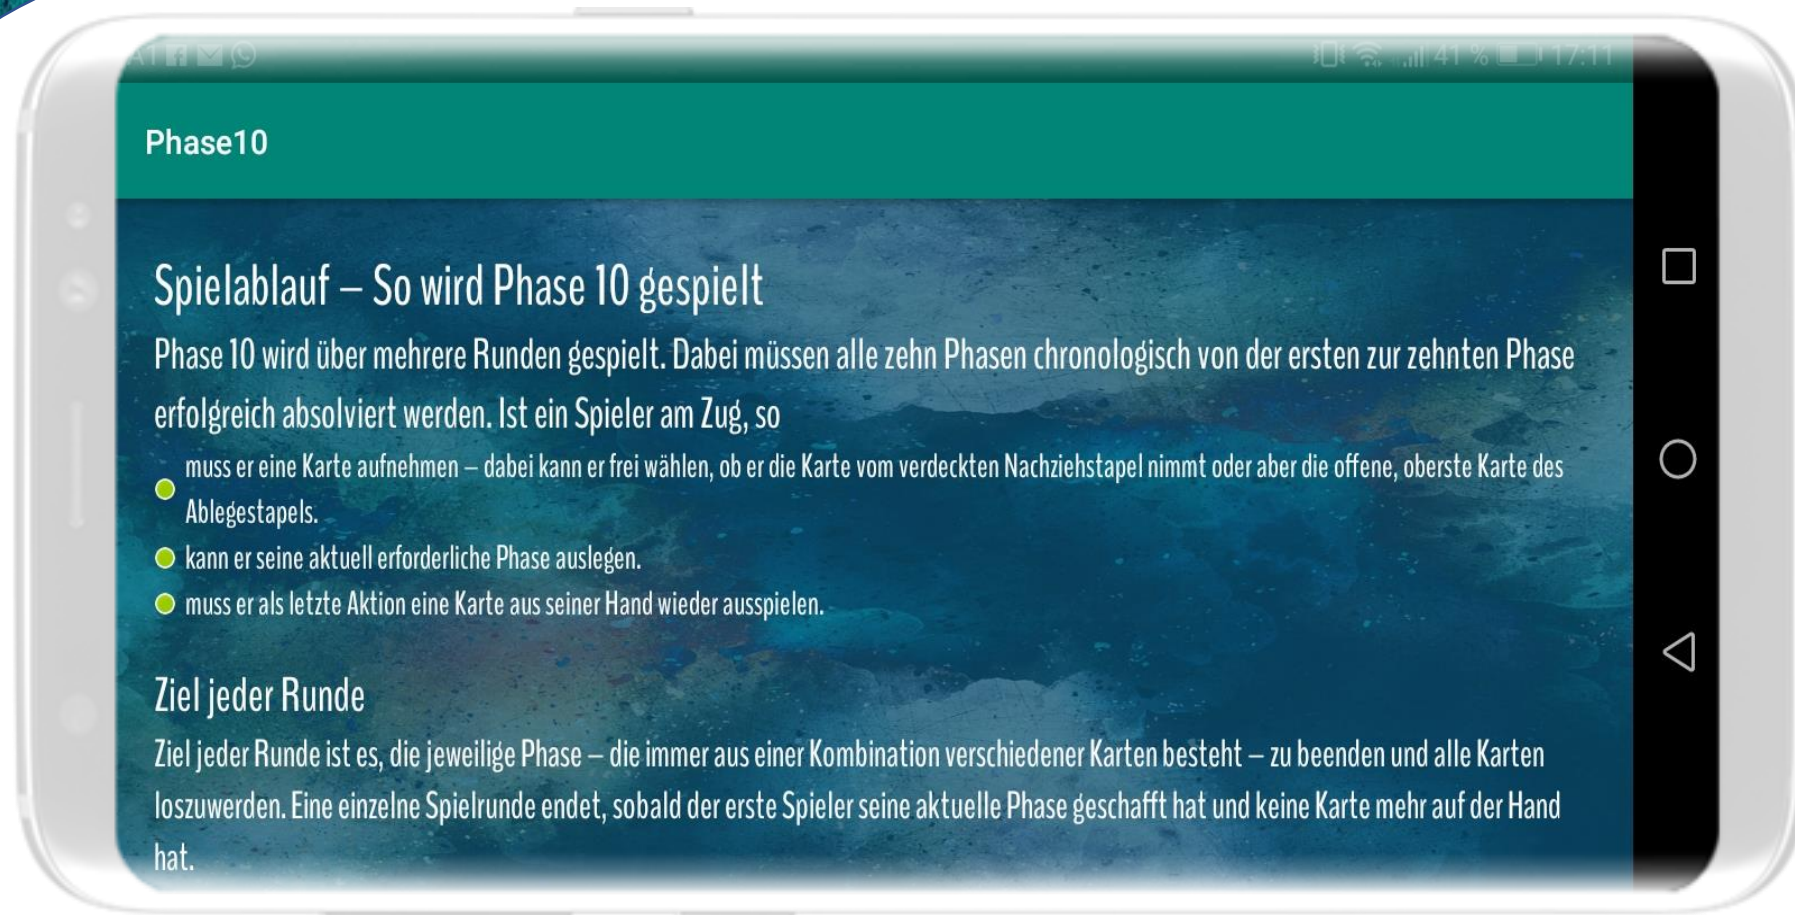 A1
41 % 17:11
Phase10
Spielablauf – So wird Phase 10 gespielt
Phase 10 wird über mehrere Runden gespielt. Dabei müssen alle zehn Phasen chronologisch von der ersten zur zehnten Phase
erfolgreich absolviert werden. Ist ein Spieler am Zug, so
muss er eine Karte aufnehmen – dabei kann er frei wählen, ob er die Karte vom verdeckten Nachziehstapel nimmt oder aber die offene, oberste Karte des
Ablegestapels.
kann er seine aktuell erforderliche Phase auslegen.
muss er als letzte Aktion eine Karte aus seiner Hand wieder ausspielen.
Ziel jeder Runde
Ziel jeder Runde ist es, die jeweilige Phase – die immer aus einer Kombination verschiedener Karten besteht – zu beenden und alle Karten
loszuwerden. Eine einzelne Spielrunde endet, sobald der erste Spieler seine aktuelle Phase geschafft hat und keine Karte mehr auf der Hand
hat.